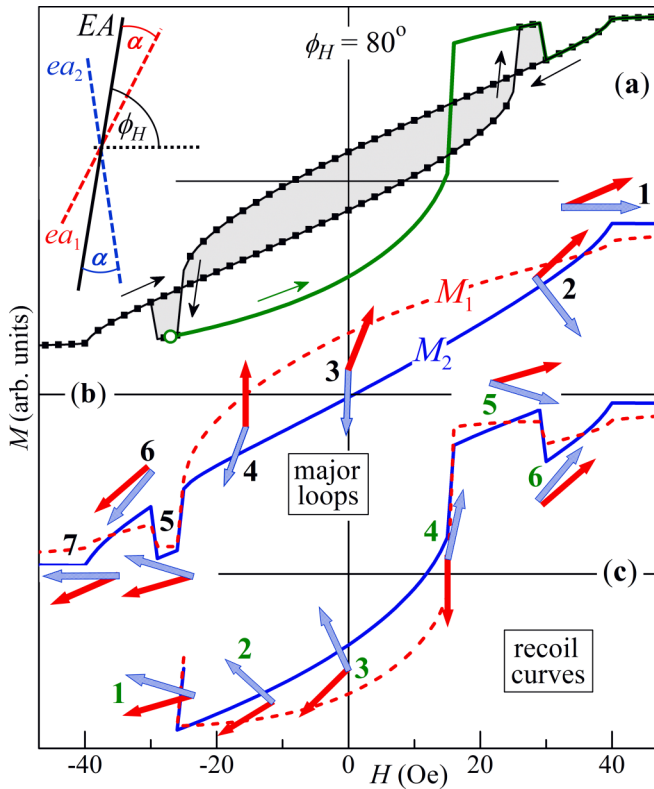 EA
α
ea2
ϕH = 80o
(a)
ϕH
ea1
α
1
M1
2
M2
3
(b)
5
6
4
major
loops
6
5
7
4
(c)
2
1
3
recoil
curves
M (arb. units)
-40
-20
0
20
40
H (Oe)